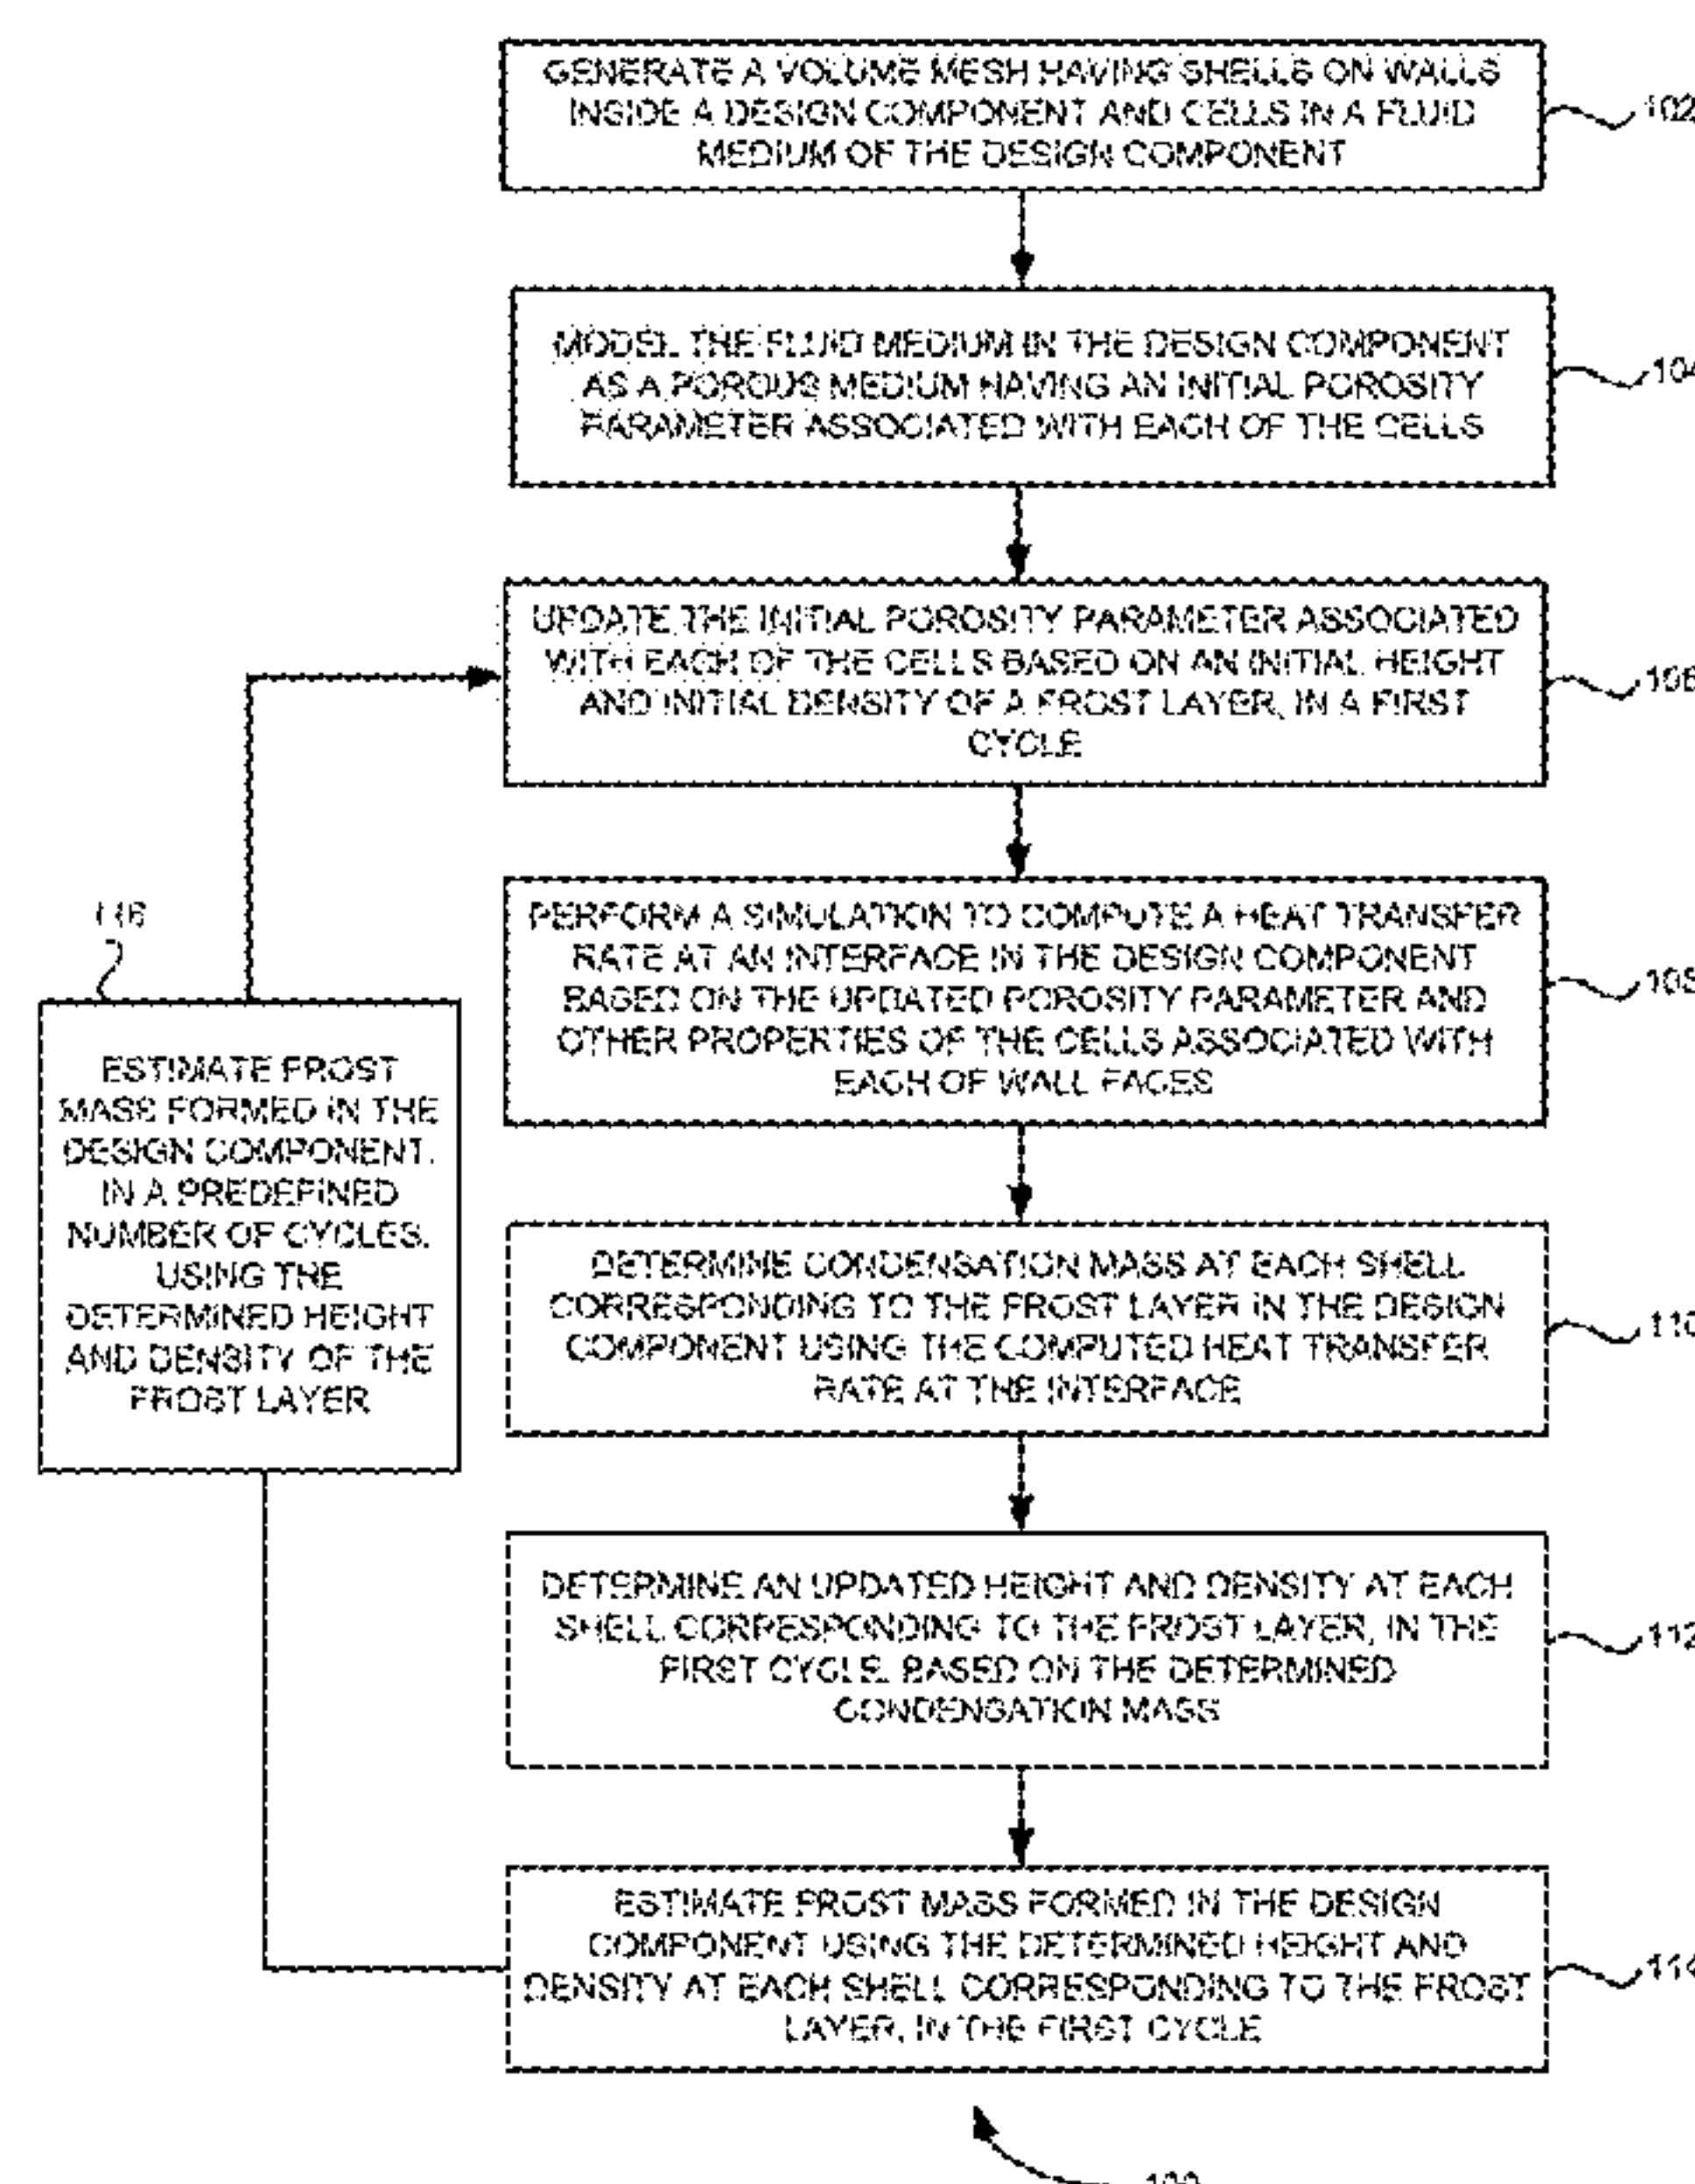 GENERATE A VOLUME MESH HAVING SHELLS ON WALLS
INSIDE A DESIGN COMPONENT AND CELLS IN A FLUID
MEDIUM OF THE DESIGN COMPONENT
102
MODEL THE FLUID MEDIUM IN THE DESIGN COMPONENT
AS A POROUS MEDIUM HAVING AN INITIAL POROSITY
PARAMETER ASSOCIATED WITH EACH OF THE CELLS
104
UPDATE THE INITIAL POROSITY PARAMETER ASSOCIATED
WITH EACH OF THE CELLS BASED ON AN INITIAL HEIGHT
AND INITIAL DENSITY OF A FROST LAYER, IN A FIRST
CYCLE
106
PERFORM A SIMULATION TO COMPUTE A HEAT TRANSFER
RATE AT AN INTERFACE IN THE DESIGN COMPONENT
BASED ON THE UPDATED POROSITY PARAMETER AND
OTHER PROPERTIES OF THE CELLS ASSOCIATED WITH
EACH OF WALL FACES
108
DETERMINE CONDENSATION MASS AT EACH SHELL
CORRESPONDING TO THE FROST LAYER IN THE DESIGN
COMPONENT USING THE COMPUTED HEAT TRANSFER
RATE AT THE INTERFACE
110
DETERMINE AN UPDATED HEIGHT AND DENSITY AT EACH
SHELL CORRESPONDING TO THE FROST LAYER, IN THE
FIRST CYCLE, BASED ON THE DETERMINED
CONDENSATION MASS
112
ESTIMATE FROST MASS FORMED IN THE DESIGN
COMPONENT USING THE DETERMINED HEIGHT AND
DENSITY AT EACH SHELL CORRESPONDING TO THE FROST
LAYER, IN THE FIRST CYCLE
114
116
ESTIMATE FROST
MASS FORMED IN THE
DESIGN COMPONENT,
IN A PREDEFINED
NUMBER OF CYCLES,
USING THE
DETERMINED HEIGHT
AND DENSITY OF THE
FROST LAYER